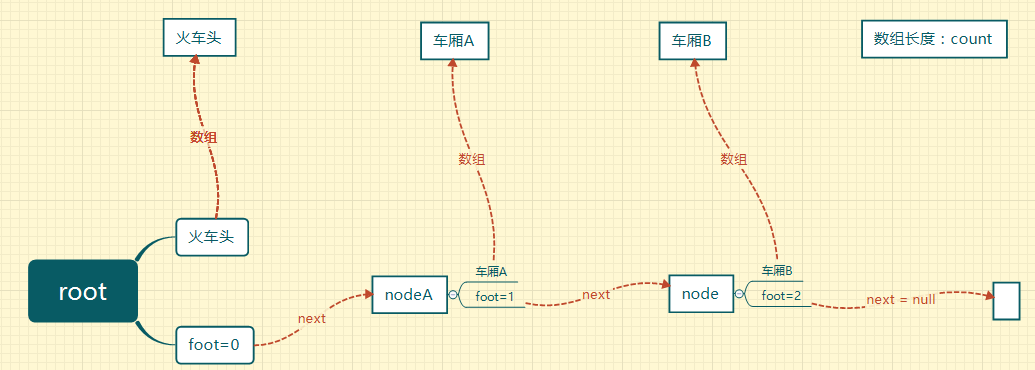 火车头
车厢A
车厢B
数组长度：count
数组
数组
数组
火车头
root
foot=0
next
nodeA
车厢A
foot=1
next
node
车厢B
foot=2
next = null